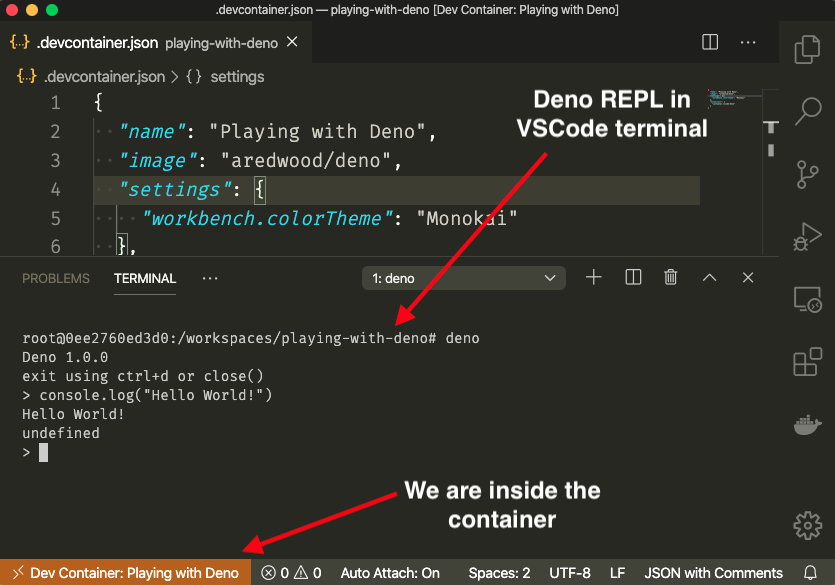 .devcontainer.json — playing-with-deno [Dev Container: Playing with Deno]
{..} .devcontainer.json playing-with-deno ×
{..} .devcontainer.json > {} settings
1 {
2 "name": "Playing with Deno",
3 "image": "aredwood/deno",
4 "settings": {
5 "workbench.colorTheme": "Monokai"
6 },
Deno REPL in
VSCode terminal
PROBLEMS TERMINAL ··· 1: deno
root@0ee2760ed3d0:/workspaces/playing-with-deno# deno
Deno 1.0.0
exit using ctrl+d or close()
> console.log("Hello World!")
Hello World!
undefined
>
We are inside the
container
Dev Container: Playing with Deno 0 0 Auto Attach: On Spaces: 2 UTF-8 LF JSON with Comments